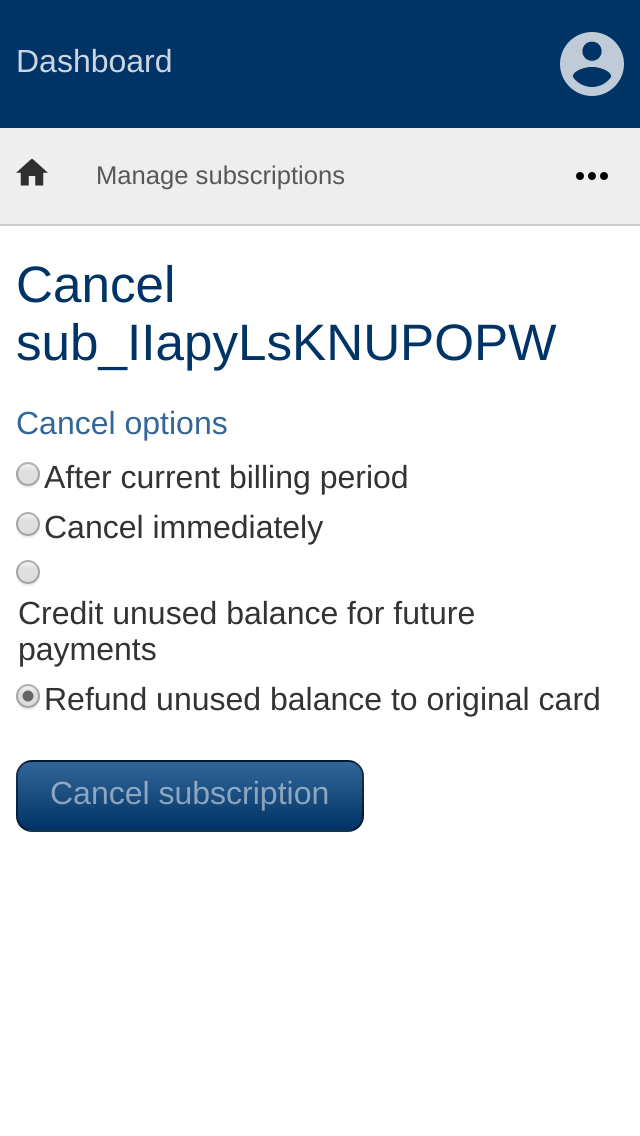 Dashboard
Manage subscriptions
Cancel
sub_IIapyLsKNUPOPW
Cancel options
After current billing period
Cancel immediately
Credit unused balance for future
payments
Refund unused balance to original card
Cancel subscription